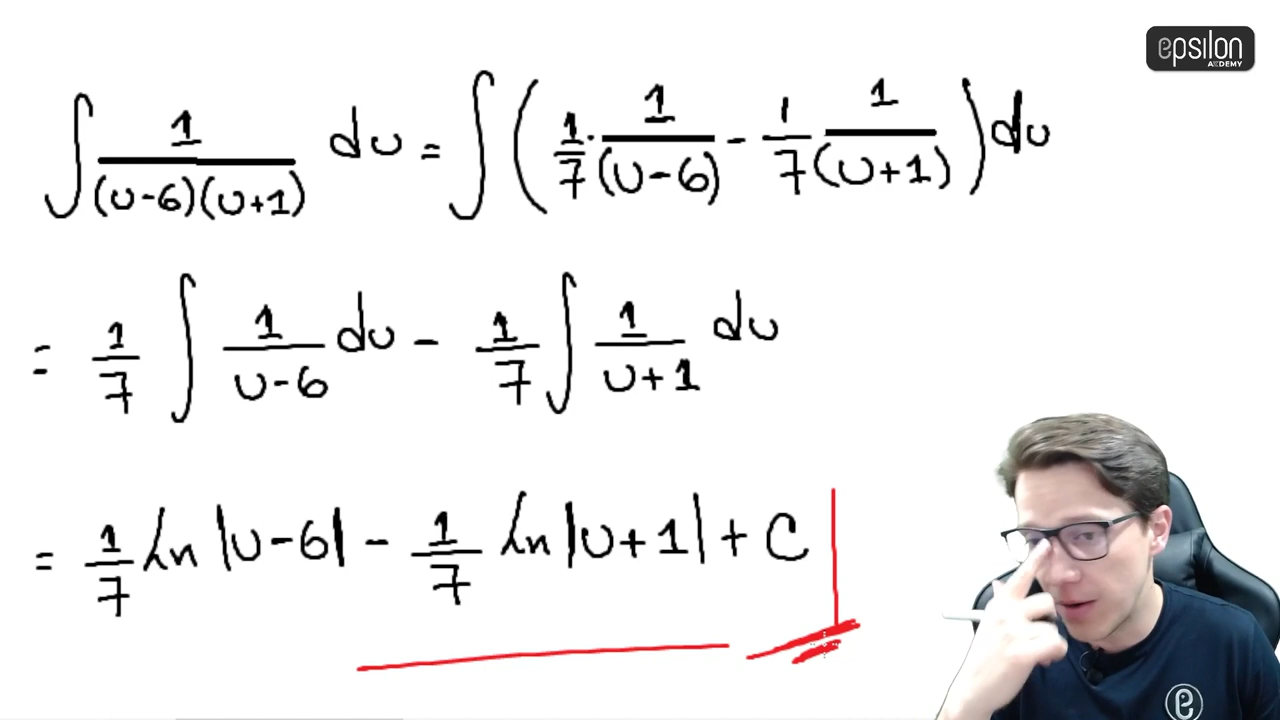 epsilon
AKDEMY
∫ 1/((u-6)(u+1)) du = ∫ ( 1/7 · 1/(u-6) - 1/7 1/(u+1) ) du
= 1/7 ∫ 1/(u-6) du - 1/7 ∫ 1/(u+1) du
= 1/7 ln |u-6| - 1/7 ln |u+1| + C
e